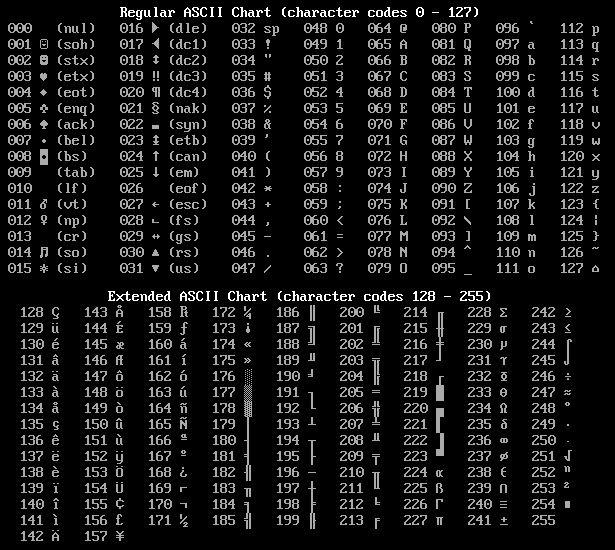 Regular ASCII Chart (character codes 0 - 127)
000 (nul) 016 ► (dle) 032 sp 048 0 064 @ 080 P 096 ` 112 p
001 ☺ (soh) 017 ◄ (dc1) 033 ! 049 1 065 A 081 Q 097 a 113 q
002 ☻ (stx) 018 ↕ (dc2) 034 " 050 2 066 B 082 R 098 b 114 r
003 ♥ (etx) 019 ‼ (dc3) 035 # 051 3 067 C 083 S 099 c 115 s
004 ♦ (eot) 020 ¶ (dc4) 036 $ 052 4 068 D 084 T 100 d 116 t
005 ♣ (enq) 021 § (nak) 037 % 053 5 069 E 085 U 101 e 117 u
006 ♠ (ack) 022 ▬ (syn) 038 & 054 6 070 F 086 V 102 f 118 v
007 • (bel) 023 ↨ (etb) 039 ' 055 7 071 G 087 W 103 g 119 w
008 ◘ (bs) 024 ↑ (can) 040 ( 056 8 072 H 088 X 104 h 120 x
009 (tab) 025 ↓ (em) 041 ) 057 9 073 I 089 Y 105 i 121 y
010 (lf) 026 (eof) 042 * 058 : 074 J 090 Z 106 j 122 z
011 ♂ (vt) 027 ← (esc) 043 + 059 ; 075 K 091 [ 107 k 123 {
012 ♀ (np) 028 ∟ (fs) 044 , 060 < 076 L 092 \ 108 l 124 ¦
013 (cr) 029 ↔ (gs) 045 - 061 = 077 M 093 ] 109 m 125 }
014 ♫ (so) 030 ▲ (rs) 046 . 062 > 078 N 094 ^ 110 n 126 ~
015 ☼ (si) 031 ▼ (us) 047 / 063 ? 079 O 095 _ 111 o 127 ⌂
Extended ASCII Chart (character codes 128 - 255)
128 Ç 143 Å 158 ₧ 172 ¼ 186 ║ 200 ╚ 214 ╓ 228 Σ 242 ≥
129 ü 144 É 159 ƒ 173 ¡ 187 ╗ 201 ╔ 215 ╫ 229 σ 243 ≤
130 é 145 æ 160 á 174 « 188 ╝ 202 ╩ 216 ╪ 230 µ 244 ⌠
131 â 146 Æ 161 í 175 » 189 ╜ 203 ╦ 217 ┘ 231 τ 245 ⌡
132 ä 147 ô 162 ó 176 ░ 190 ╛ 204 ╠ 218 ┌ 232 Φ 246 ÷
133 à 148 ö 163 ú 177 ▒ 191 ┐ 205 ═ 219 █ 233 Θ 247 ≈
134 å 149 ò 164 ñ 178 ▓ 192 └ 206 ╬ 220 ▄ 234 Ω 248 °
135 ç 150 û 165 Ñ 179 │ 193 ┴ 207 ╧ 221 ▌ 235 δ 249 ∙
136 ê 151 ù 166 ª 180 ┤ 194 ┬ 208 ╨ 222 ▐ 236 ∞ 250 ·
137 ë 152 ÿ 167 º 181 ╡ 195 ├ 209 ╤ 223 ▀ 237 φ 251 √
138 è 153 Ö 168 ¿ 182 ╢ 196 ─ 210 ╥ 224 α 238 ε 252 ⁿ
139 ï 154 Ü 169 ⌐ 183 ╖ 197 ┼ 211 ╙ 225 ß 239 ∩ 253 ²
140 î 155 ¢ 170 ¬ 184 ╕ 198 ╞ 212 ╘ 226 Γ 240 ≡ 254 ■
141 ì 156 £ 171 ½ 185 ╣ 199 ╟ 213 ╒ 227 π 241 ± 255
142 Ä 157 ¥